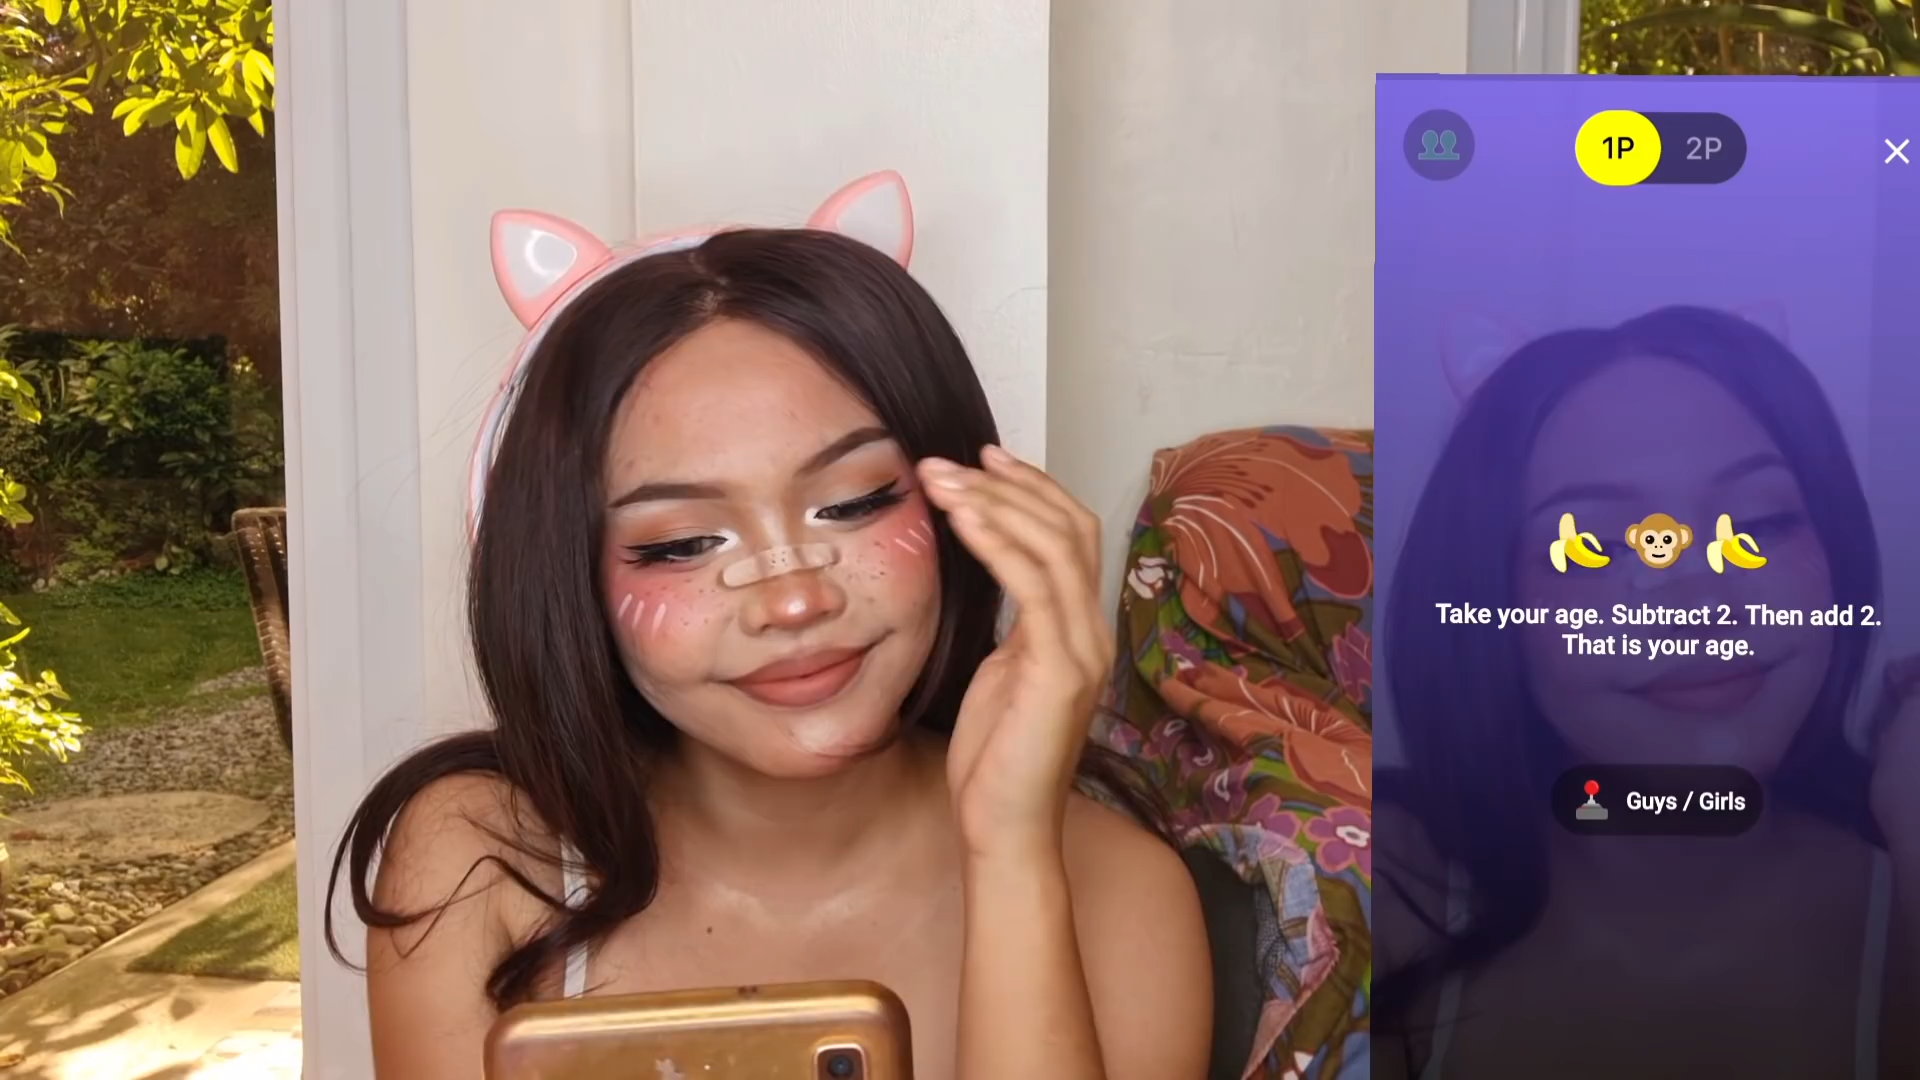 1P 2P
Take your age. Subtract 2. Then add 2.
That is your age.
Guys / Girls